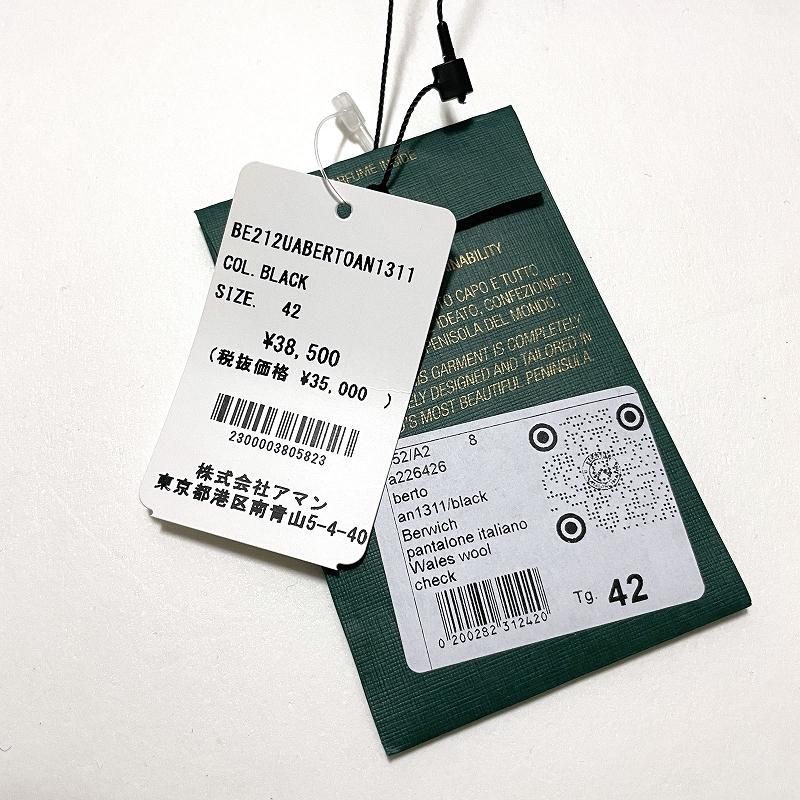 BE212UABERTOAN1311
COL. BLACK
SIZE. 42
¥38,500
(税抜価格 ¥35,000 )
2300003805823
株式会社アマン
東京都港区南青山5-4-40
INSIDE
CAPO E TUTTO
CONFEZIONATO
PENISOLA DEL MONDO.
GARMENT IS COMPLETELY
DESIGNED AND TAILORED IN
MOST BEAUTIFUL PENINSULA
52/A2 8
a226426
berto
an1311/black
Berwich
pantalone italiano
Wales wool
check
0 200282 312420
Tg. 42